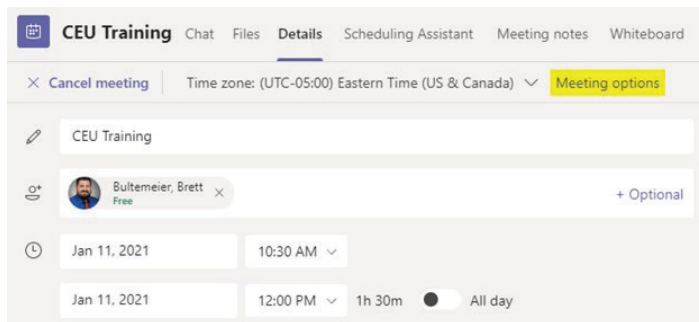 CEU Training Chat Files Details Scheduling Assistant Meeting notes Whiteboard
Cancel meeting Time zone: (UTC-05:00) Eastern Time (US & Canada) Meeting options
CEU Training
Bultemeier, Brett
Free
+ Optional
Jan 11, 2021 10:30 AM
Jan 11, 2021 12:00 PM 1h 30m All day